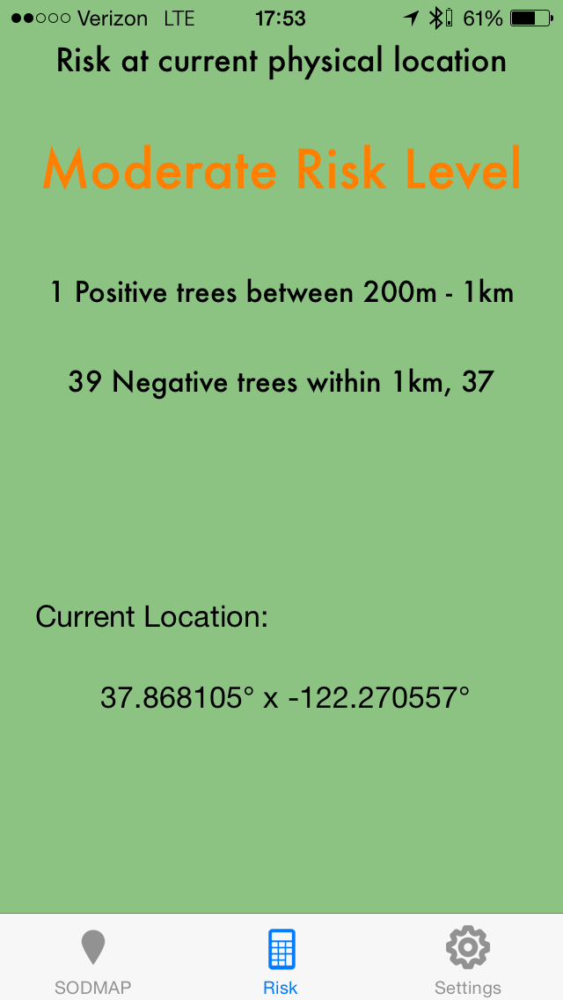 Verizon LTE 17:53 61%
Risk at current physical location
Moderate Risk Level
1 Positive trees between 200m - 1km
39 Negative trees within 1km, 37
Current Location:
37.868105° x -122.270557°
SODMAP Risk Settings